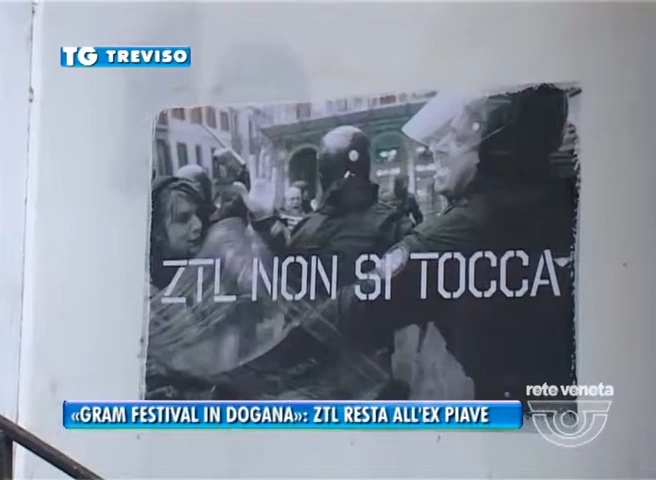 TG TREVISO
ZTL NON SI TOCCA
«GRAM FESTIVAL IN DOGANA»: ZTL RESTA ALL'EX PIAVE
rete veneta